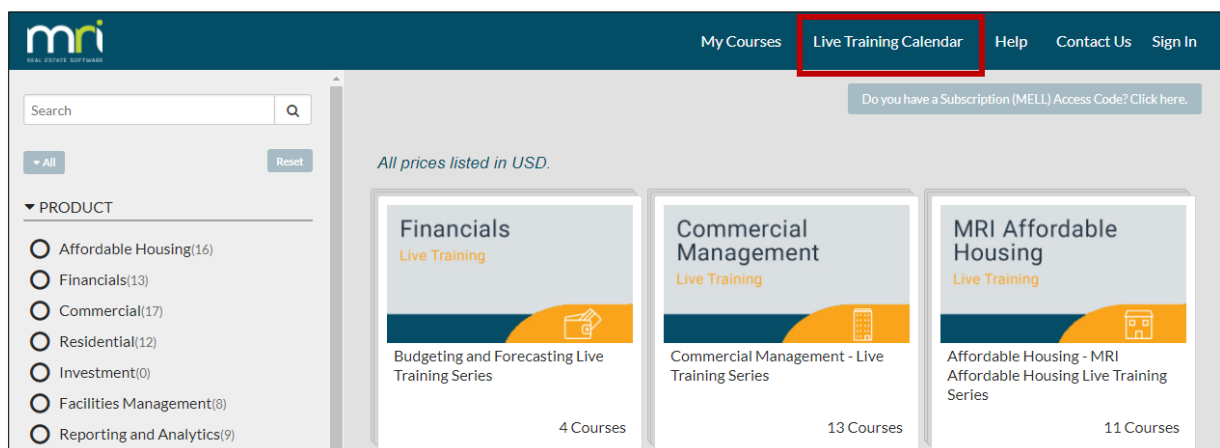 mri
REAL ESTATE SOFTWARE
My Courses Live Training Calendar Help Contact Us Sign In
Do you have a Subscription (MELL) Access Code? Click here.
Search
All
Reset
All prices listed in USD.
PRODUCT
Affordable Housing(16)
Financials(13)
Commercial(17)
Residential(12)
Investment(0)
Facilities Management(8)
Reporting and Analytics(9)
Financials
Live Training
Budgeting and Forecasting Live
Training Series
4 Courses
Commercial
Management
Live Training
Commercial Management - Live
Training Series
13 Courses
MRI Affordable
Housing
Live Training
Affordable Housing - MRI
Affordable Housing Live Training
Series
11 Courses